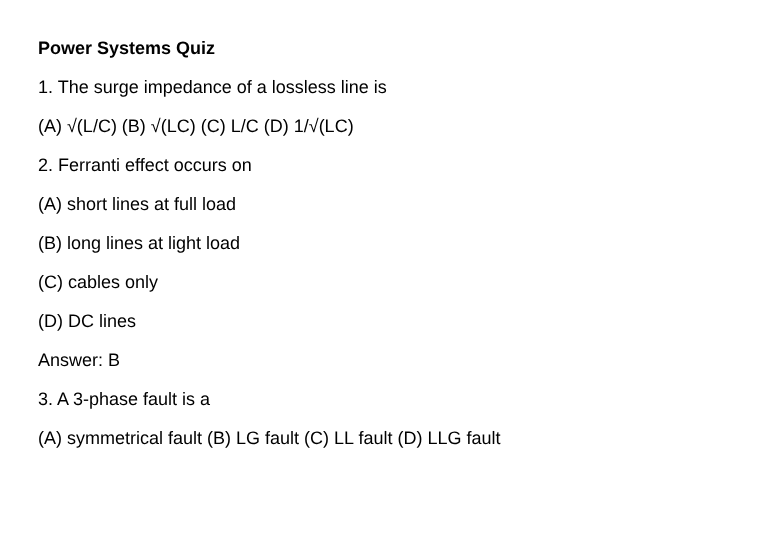 Power Systems Quiz
1. The surge impedance of a lossless line is
(A) √(L/C) (B) √(LC) (C) L/C (D) 1/√(LC)
2. Ferranti effect occurs on
(A) short lines at full load
(B) long lines at light load
(C) cables only
(D) DC lines
Answer: B
3. A 3-phase fault is a
(A) symmetrical fault (B) LG fault (C) LL fault (D) LLG fault